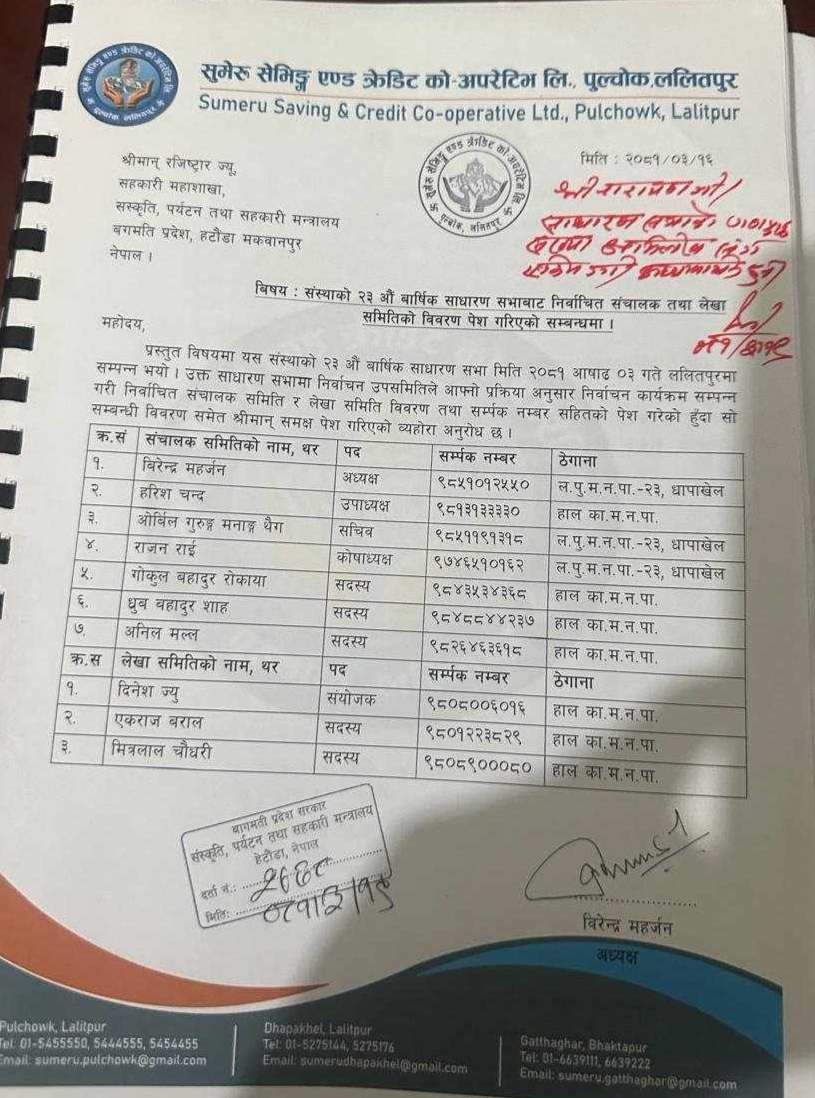 सुमेरु सेभिङ्ग एण्ड क्रेडिट को-अपरेटिभ लि., पुल्चोक,ललितपुर
Sumeru Saving & Credit Co-operative Ltd., Pulchowk, Lalitpur
श्रीमान् रजिष्ट्रार ज्यू,
मिति : २०८१/०३/१६
सहकारी महाशाखा,
संस्कृति, पर्यटन तथा सहकारी मन्त्रालय
बागमति प्रदेश, हटौडा मकवानपुर
नेपाल ।
विषय : संस्थाको २३ औं बार्षिक साधारण सभाबाट निर्वाचित संचालक तथा लेखा
समितिको विवरण पेश गरिएको सम्बन्धमा ।
महोदय,
प्रस्तुत विषयमा यस संस्थाको २३ औं बार्षिक साधारण सभा मिति २०८१ आषाढ ०३ गते ललितपुरमा
सम्पन्न भयो । उक्त साधारण सभामा निर्वाचन उपसमितिले आफ्नो प्रक्रिया अनुसार निर्वाचन कार्यक्रम सम्पन्न
गरी निर्वाचित संचालक समिति र लेखा समिति विवरण तथा सर्म्पक नम्बर सहितको पेश गरेको हुँदा सो
सम्बन्धी विवरण समेत श्रीमान् समक्ष पेश गरिएको व्यहोरा अनुरोध छ ।
क्र.सं संचालक समितिको नाम, थर पद सर्म्पक नम्बर ठेगाना
१. बिरेन्द्र महर्जन अध्यक्ष ९८५१०१२५५० ल.पु.म.न.पा.-२३, धापाखेल
२. हरिश चन्द उपाध्यक्ष ९८१३१३३३३० हाल का.म.न.पा.
३. ओर्बिल गुरुङ्ग मनाङ्ग थैग सचिव ९८५११९१३१८ ल.पु.म.न.पा.-२३, धापाखेल
४. राजन राई कोषाध्यक्ष ९७४६५१०१६२ ल.पु.म.न.पा.-२३, धापाखेल
५. गोकुल बहादुर रोकाया सदस्य ९८४३५३४३६८ हाल का.म.न.पा.
६. ध्रुब बहादुर शाह सदस्य ९८४८८४४२३७ हाल का.म.न.पा.
७. अनिल मल्ल सदस्य ९८२६४६३६१८ हाल का.म.न.पा.
क्र.स लेखा समितिको नाम, थर पद सर्म्पक नम्बर ठेगाना
१. दिनेश ज्यु संयोजक ९८०८००६०१६ हाल का.म.न.पा.
२. एकराज बराल सदस्य ९८०१२२३८२९ हाल का.म.न.पा.
३. मित्रलाल चौधरी सदस्य ९८०८९०००८० हाल का.म.न.पा.
बागमती प्रदेश सरकार
संस्कृति, पर्यटन तथा सहकारी मन्त्रालय
हेटौंडा, नेपाल
दर्ता नं.:
मिति:
बिरेन्द्र महर्जन
अध्यक्ष
Pulchowk, Lalitpur
Tel: 01-5455550, 5444555, 5454455
Email: sumeru.pulchowk@gmail.com
Dhapakhel, Lalitpur
Tel: 01-5275144, 5275176
Email: sumerudhapakhel@gmail.com
Gatthaghar, Bhaktapur
Tel: 01-6639111, 6639222
Email: sumeru.gatthaghar@gmail.com